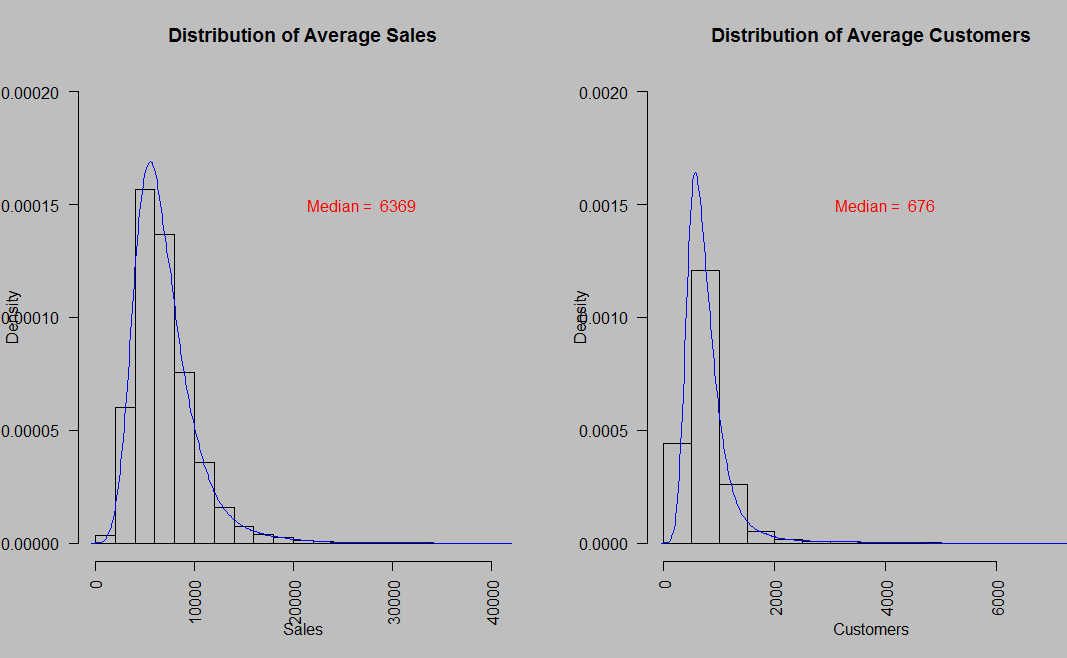 Distribution of Average Sales
0.00020
0.00015
0.00010
0.00005
0.00000
Density
Median =  6369
0
10000
20000
30000
40000
Sales
Distribution of Average Customers
0.0020
0.0015
0.0010
0.0005
0.0000
Density
Median =  676
0
2000
4000
6000
Customers